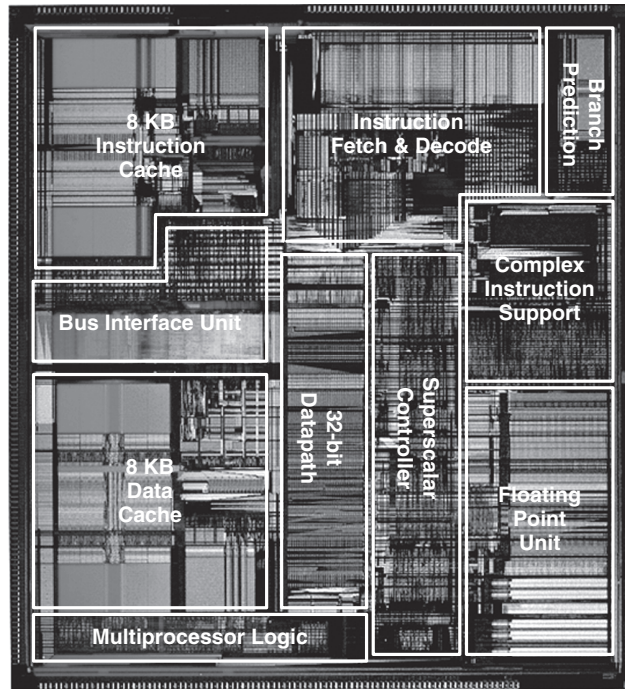 8 KB
Instruction
Cache
Instruction
Fetch & Decode
Branch
Prediction
Complex
Instruction
Support
Bus Interface Unit
8 KB
Data
Cache
32-bit
Datapath
Superscalar
Controller
Floating
Point
Unit
Multiprocessor Logic